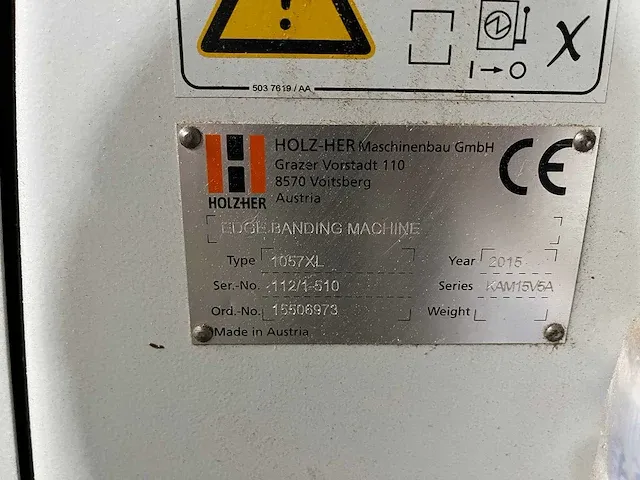 I→O
X
503 7619 / AA
HOLZ-HER Maschinenbau GmbH
Grazer Vorstadt 110
8570 Voitsberg
Austria
HOLZHER
CE
EDGE BANDING MACHINE
Type 1057XL Year 2015
Ser.-No. 112/1-510 Series KAM15V5A
Ord.-No. 15506973 Weight
Made in Austria